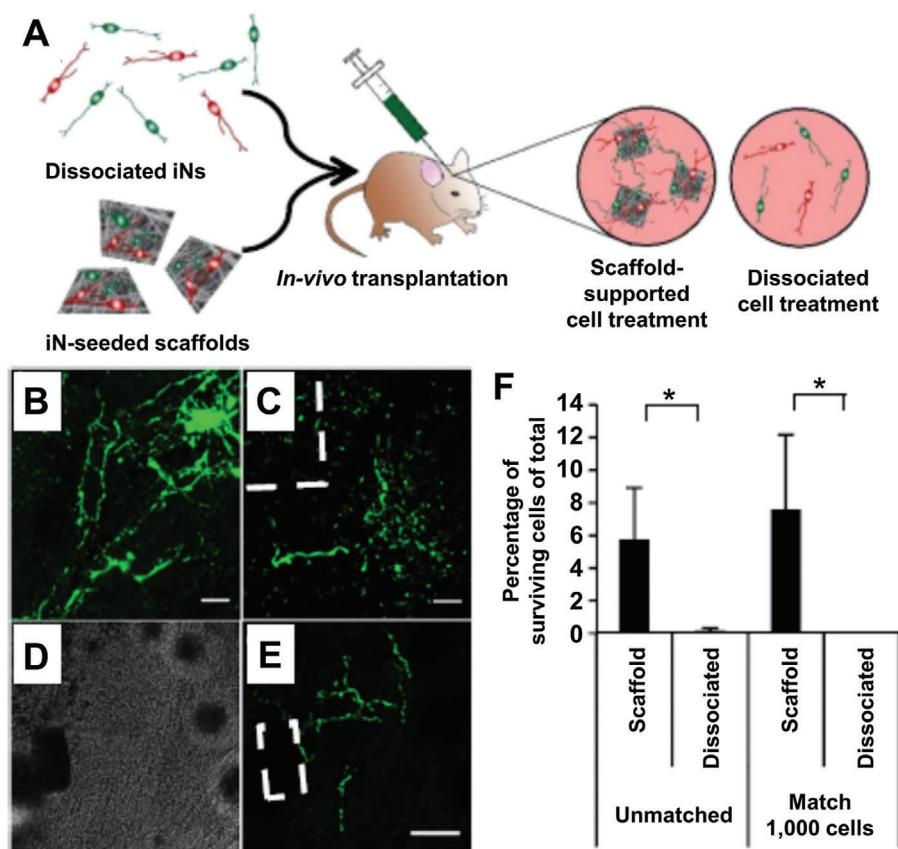 A
Dissociated iNs
iN-seeded scaffolds
In-vivo transplantation
Scaffold-
supported
cell treatment
Dissociated
cell treatment
B
C
D
E
F
Percentage of
surviving cells of total
14
12
10
8
6
4
2
0
*
*
Scaffold
Dissociated
Scaffold
Dissociated
Unmatched
Match
1,000 cells